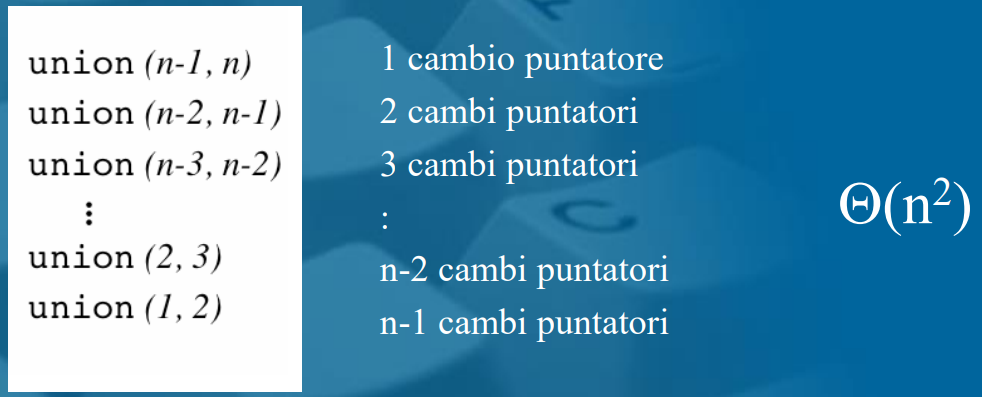 union (n-1, n)
union (n-2, n-1)
union (n-3, n-2)
⋮
union (2, 3)
union (1, 2)
1 cambio puntatore
2 cambi puntatori
3 cambi puntatori
:
n-2 cambi puntatori
n-1 cambi puntatori
Θ(n²)